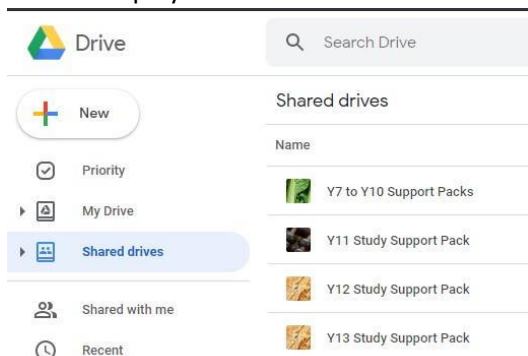 Drive
Search Drive
New
Priority
My Drive
Shared drives
Shared with me
Recent
Shared drives
Name
Y7 to Y10 Support Packs
Y11 Study Support Pack
Y12 Study Support Pack
Y13 Study Support Pack